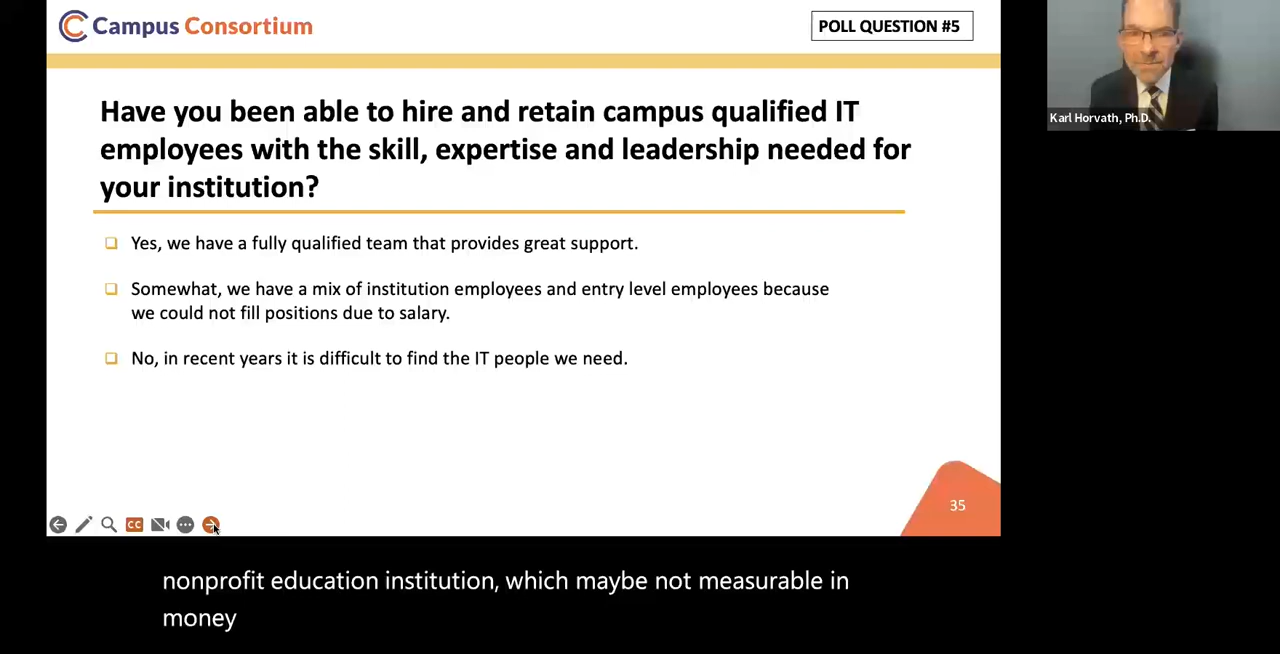 Campus Consortium
POLL QUESTION #5
Karl Horvath, Ph.D.
Have you been able to hire and retain campus qualified IT
employees with the skill, expertise and leadership needed for
your institution?
Yes, we have a fully qualified team that provides great support.
Somewhat, we have a mix of institution employees and entry level employees because
we could not fill positions due to salary.
No, in recent years it is difficult to find the IT people we need.
35
CC
nonprofit education institution, which maybe not measurable in
money